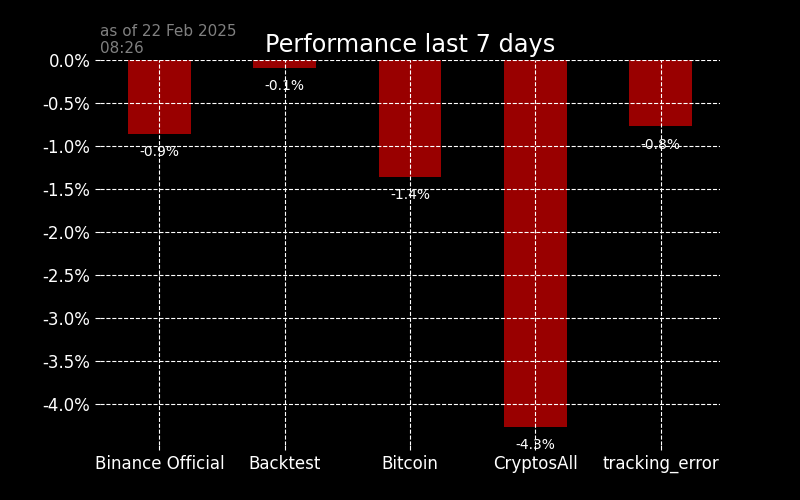 as of 22 Feb 2025
08:26
Performance last 7 days
0.0%
-0.5%
-1.0%
-1.5%
-2.0%
-2.5%
-3.0%
-3.5%
-4.0%
-0.9%
-0.1%
-1.4%
-4.3%
-0.8%
Binance Official
Backtest
Bitcoin
CryptosAll
tracking_error